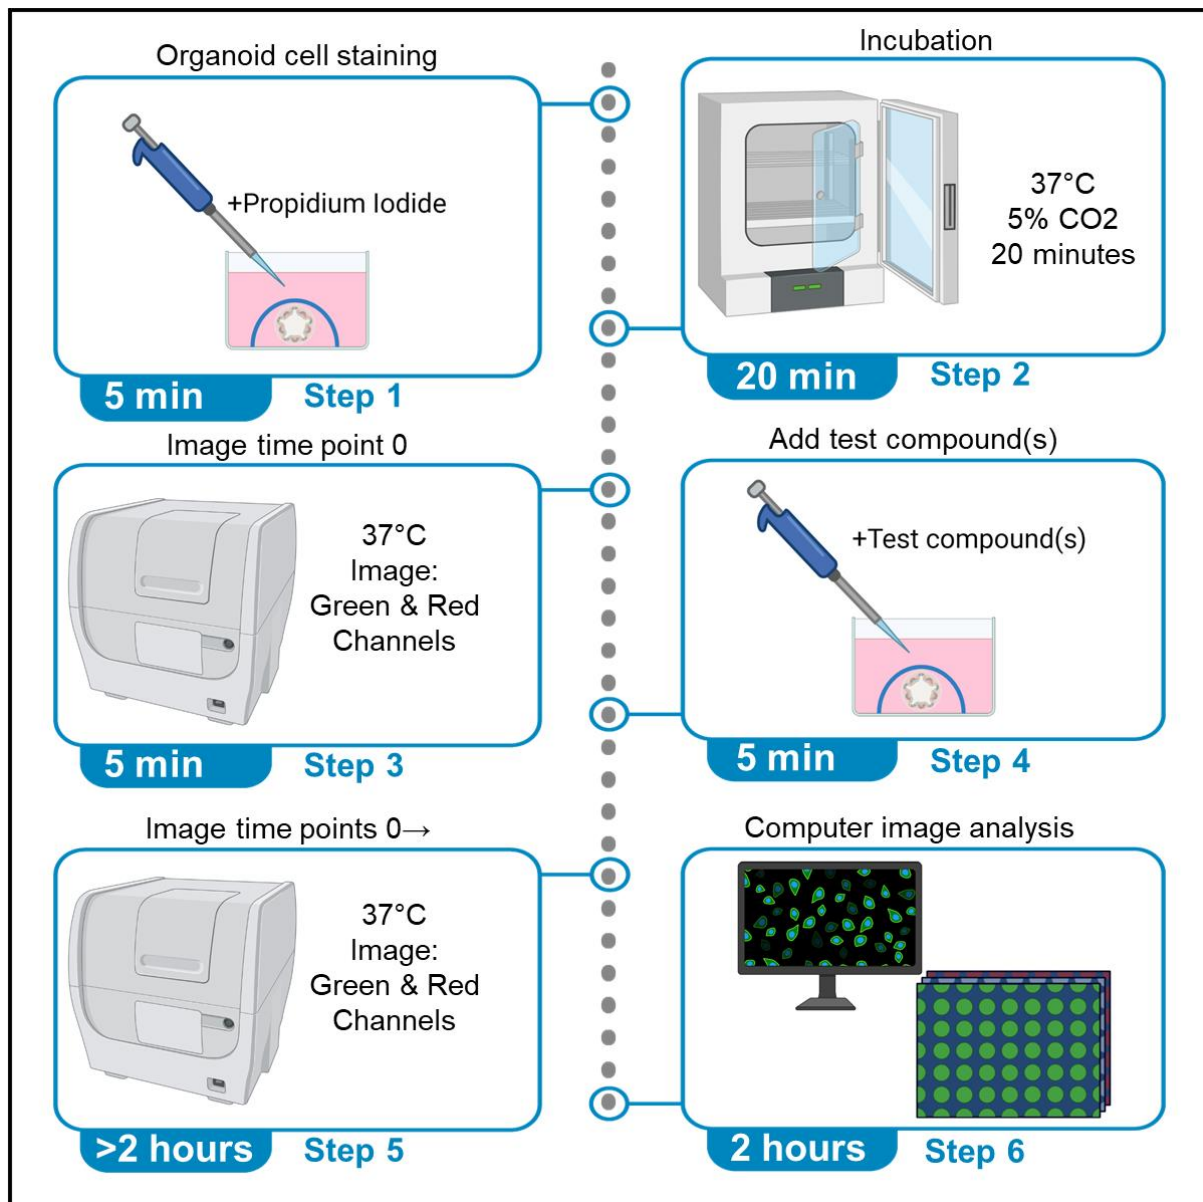 Organoid cell staining
+Propidium Iodide
5 min
Step 1
Incubation
37°C
5% CO2
20 minutes
20 min
Step 2
Image time point 0
37°C
Image:
Green & Red
Channels
5 min
Step 3
Add test compound(s)
+Test compound(s)
5 min
Step 4
Image time points 0→
37°C
Image:
Green & Red
Channels
>2 hours
Step 5
Computer image analysis
2 hours
Step 6